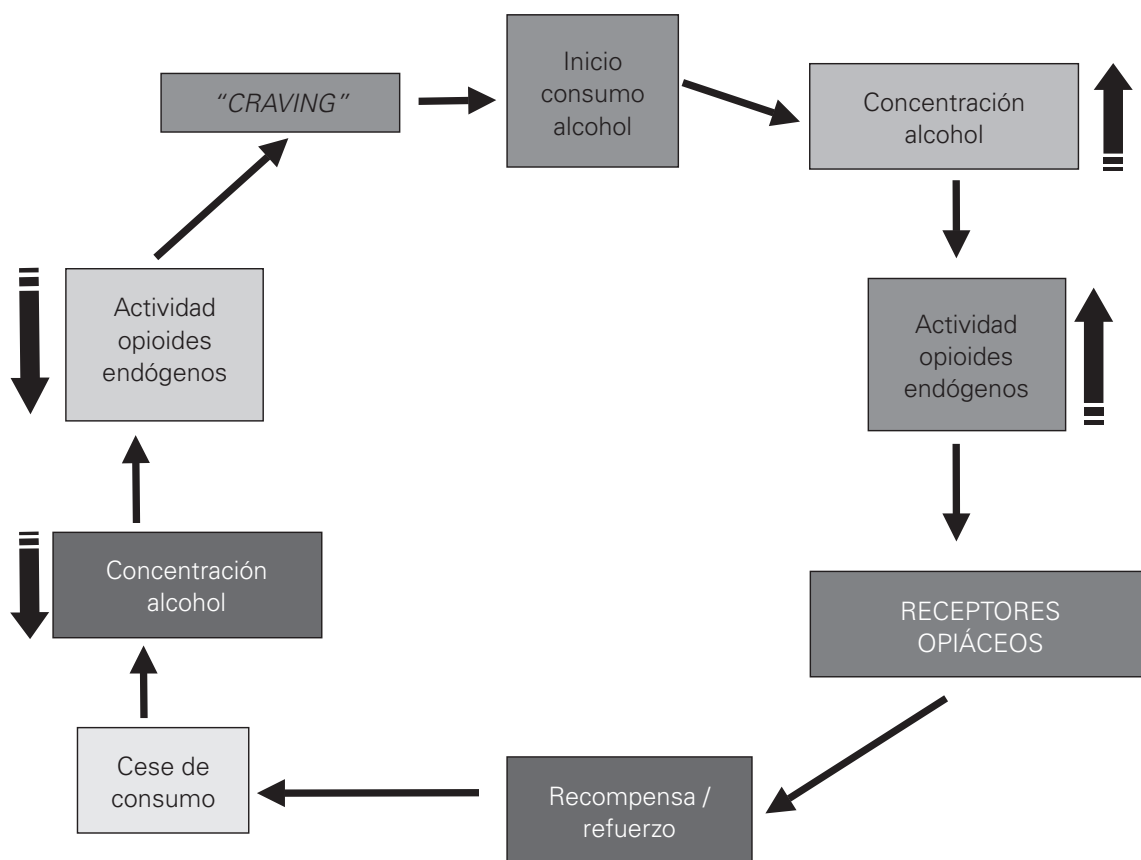 “CRAVING”
Inicio
consumo
alcohol
Concentración
alcohol
Actividad
opioides
endógenos
RECEPTORES
OPIÁCEOS
Recompensa /
refuerzo
Cese de
consumo
Concentración
alcohol
Actividad
opioides
endógenos